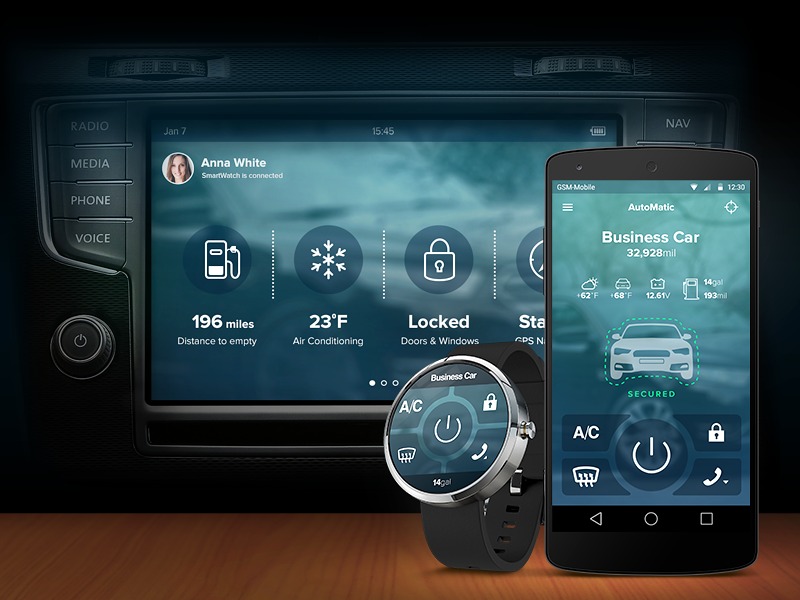 RADIO
MEDIA
PHONE
VOICE
NAV
Jan 7
15:45
Anna White
SmartWatch is connected
196 miles
Distance to empty
23°F
Air Conditioning
Locked
Doors & Windows
Sta
GPS N
Business Car
A/C
14gal
GSM-Mobile
12:30
AutoMatic
Business Car
32,928mil
+62°F
+68°F
12.61V
14gal
193mil
SECURED
A/C